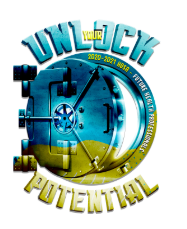 UNLOCK
YOUR
2020-2021 HOSA - FUTURE HEALTH PROFESSIONALS
POTENTIAL